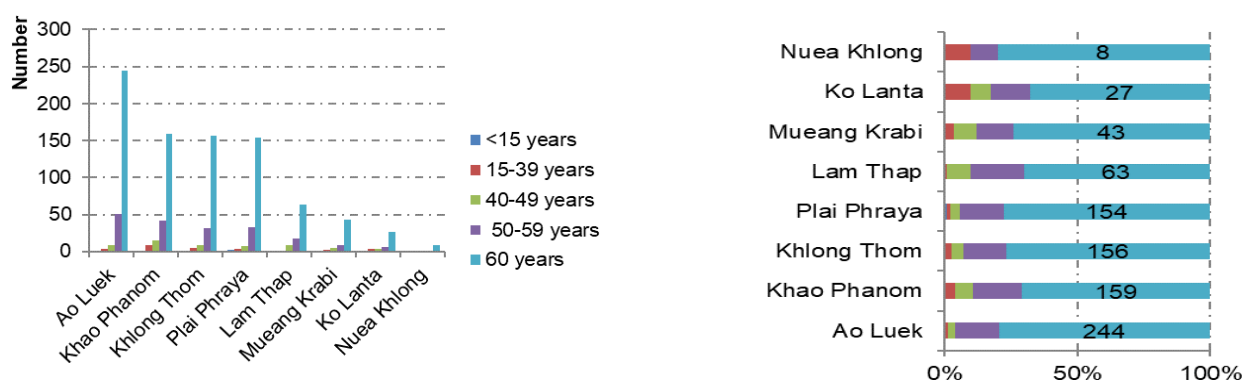 Number
300
250
200
150
100
50
0
Ao Luek
Khao Phanom
Khlong Thom
Plai Phraya
Lam Thap
Mueang Krabi
Ko Lanta
Nuea Khlong
<15 years
15-39 years
40-49 years
50-59 years
60 years
Nuea Khlong 8
Ko Lanta 27
Mueang Krabi 43
Lam Thap 63
Plai Phraya 154
Khlong Thom 156
Khao Phanom 159
Ao Luek 244
0% 50% 100%